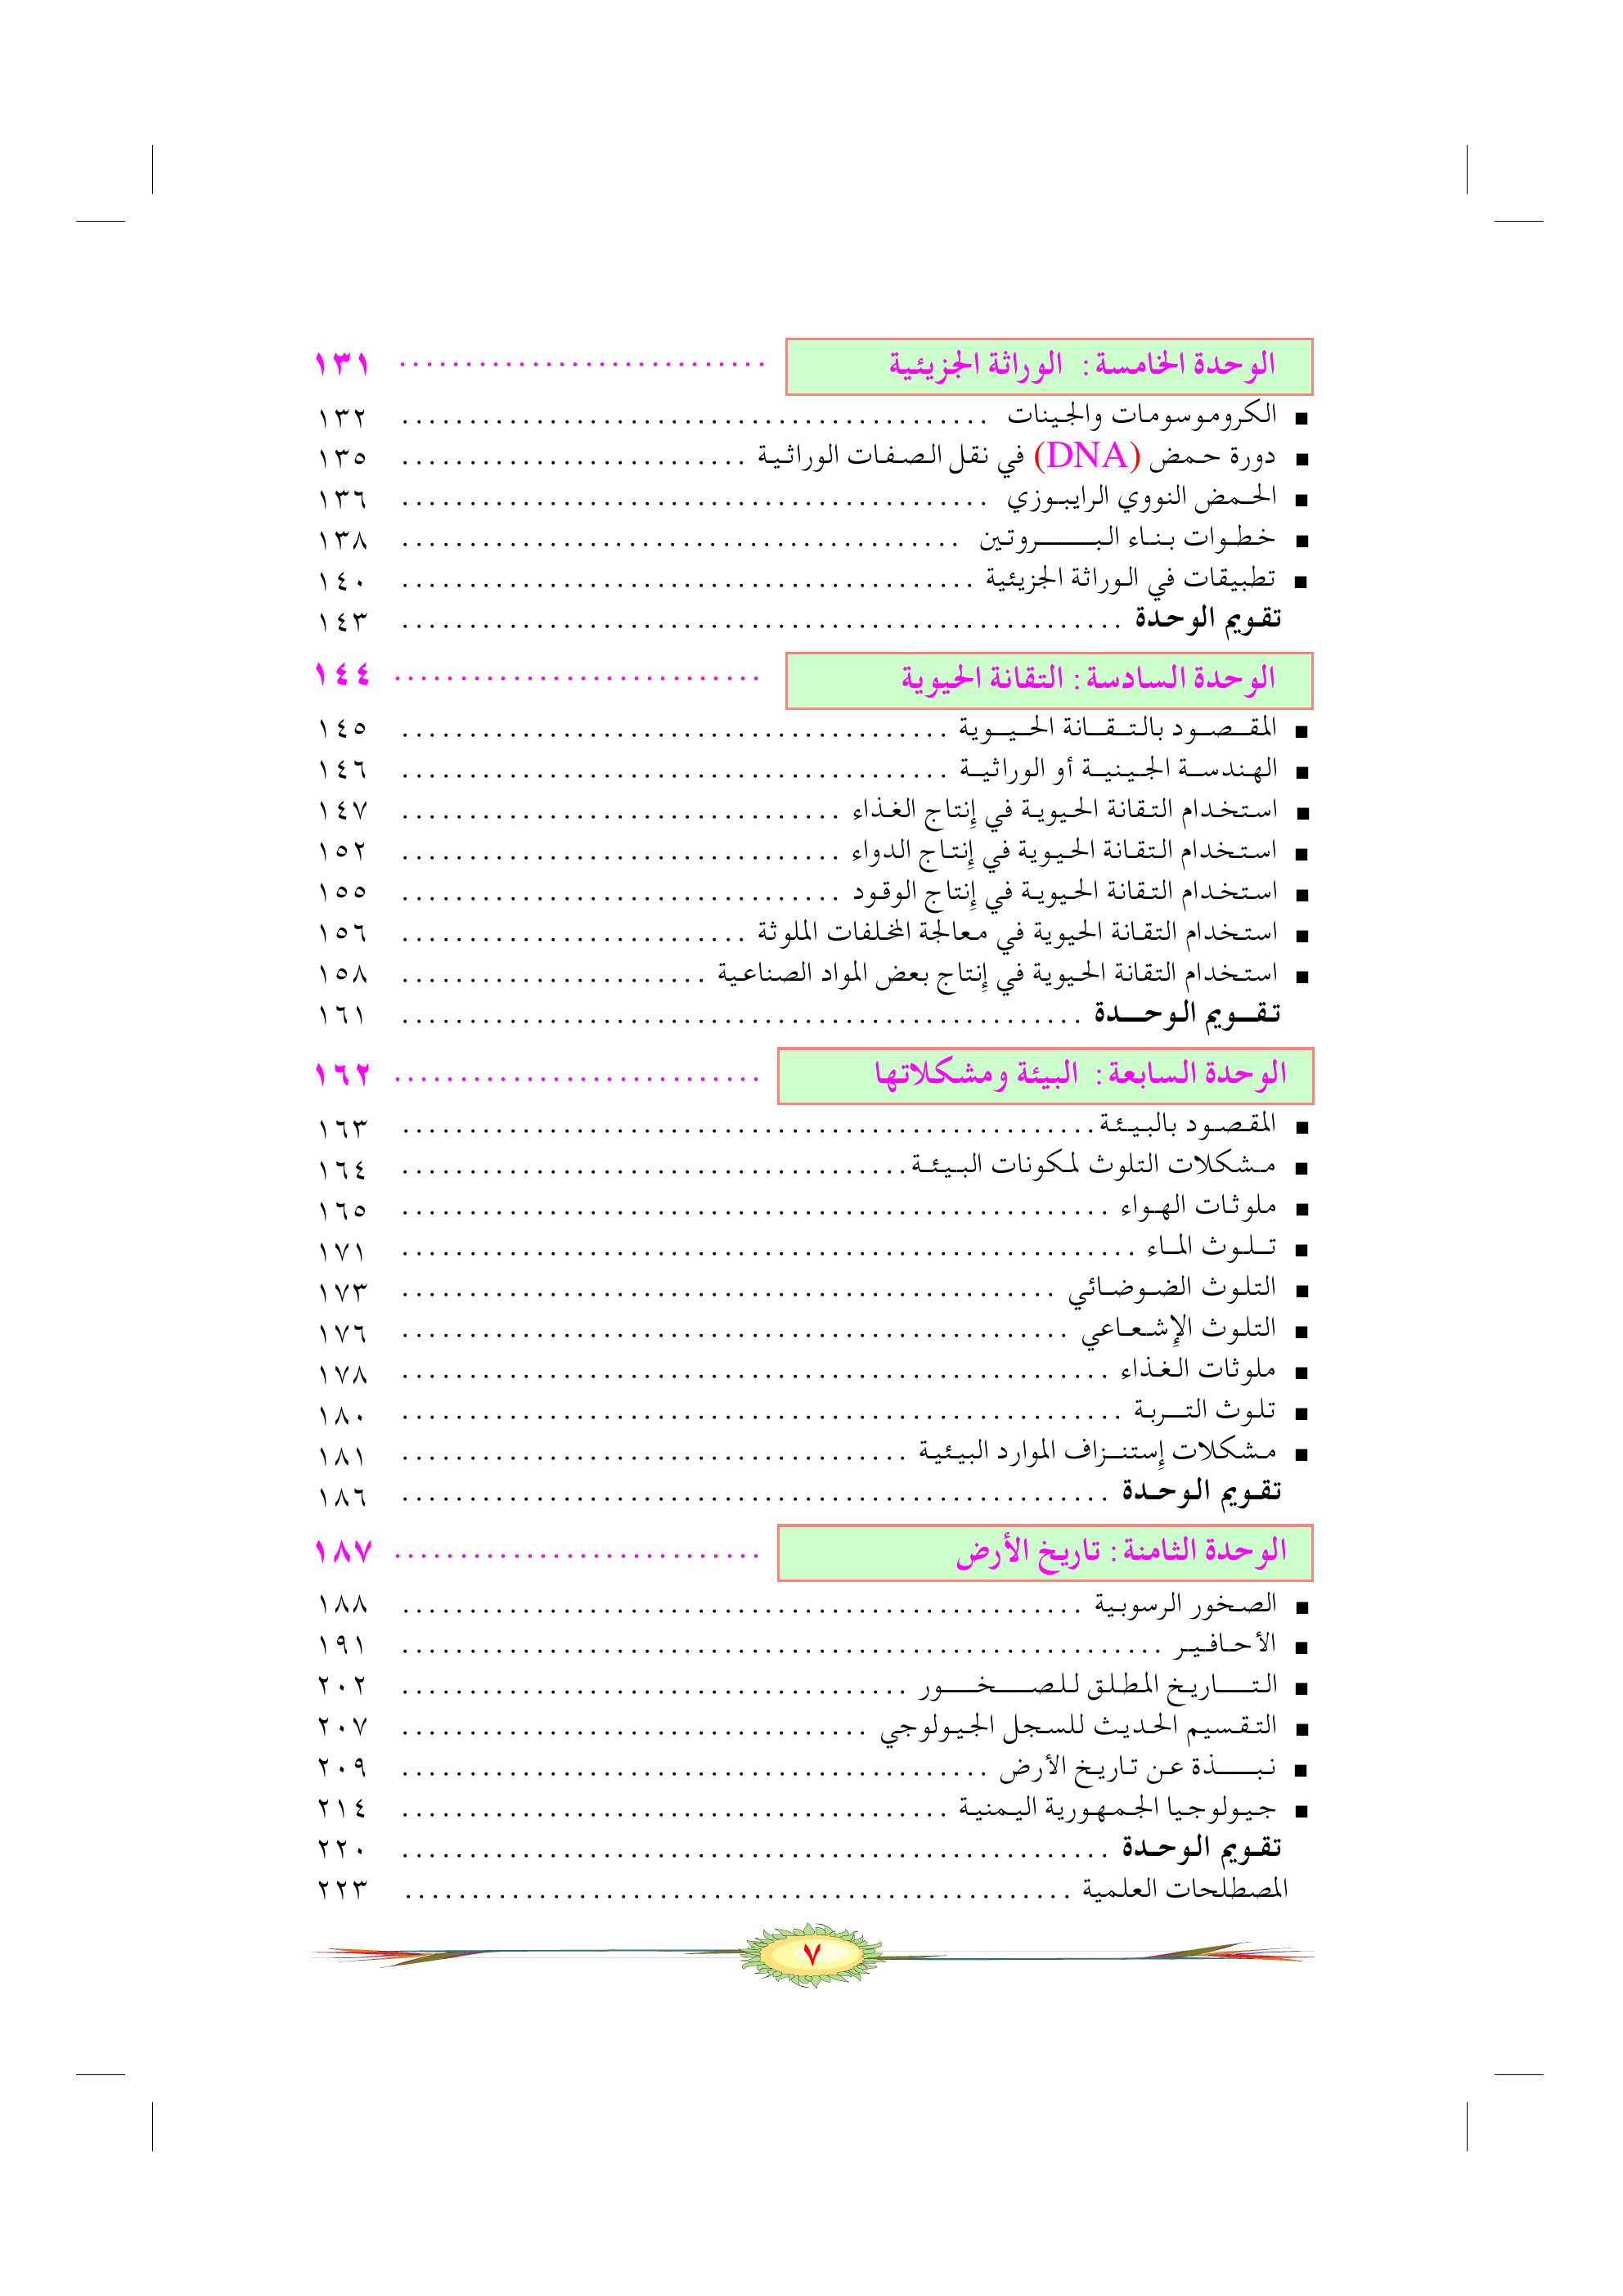 الوحدة الخامسة: الوراثة الجزيئية ............................ ١٣١
■ الكروموسومات والجينات ............................................ ١٣٢
■ دورة حمض (DNA) في نقل الصفات الوراثية .......................... ١٣٥
■ الحمض النووي الرايبوزي ............................................ ١٣٦
■ خطوات بناء البروتين .......................................... ١٣٨
■ تطبيقات في الوراثة الجزيئية ........................................... ١٤٠
تقويم الوحدة ...................................................... ١٤٣
الوحدة السادسة: التقانة الحيوية ............................ ١٤٤
■ المقصود بالتقانة الحيوية ......................................... ١٤٥
■ الهندسة الجينية أو الوراثية ......................................... ١٤٦
■ استخدام التقانة الحيوية في إنتاج الغذاء ................................. ١٤٧
■ استخدام التقانة الحيوية في إنتاج الدواء ................................. ١٥٢
■ استخدام التقانة الحيوية في إنتاج الوقود ................................. ١٥٥
■ استخدام التقانة الحيوية في معالجة المخلفات الملوثة .......................... ١٥٦
■ استخدام التقانة الحيوية في إنتاج بعض المواد الصناعية ....................... ١٥٨
تقويم الوحدة ................................................... ١٦١
الوحدة السابعة: البيئة ومشكلاتها ............................ ١٦٢
■ المقصود بالبيئة .................................................... ١٦٣
■ مشكلات التلوث لمكونات البيئة ...................................... ١٦٤
■ ملوثات الهواء ..................................................... ١٦٥
■ تلوث الماء ....................................................... ١٧١
■ التلوث الضوضائي ................................................. ١٧٣
■ التلوث الإشعاعي .................................................. ١٧٦
■ ملوثات الغذاء ..................................................... ١٧٨
■ تلوث التربة ...................................................... ١٨٠
■ مشكلات إستنزاف الموارد البيئية ...................................... ١٨١
تقويم الوحدة ..................................................... ١٨٦
الوحدة الثامنة: تاريخ الأرض ............................ ١٨٧
■ الصخور الرسوبية ................................................... ١٨٨
■ الأحافير ......................................................... ١٩١
■ التاريخ المطلق للصخور ...................................... ٢٠٢
■ التقسيم الحديث للسجل الجيولوجي ................................... ٢٠٧
■ نبذة عن تاريخ الأرض ............................................ ٢٠٩
■ جيولوجيا الجمهورية اليمنية ......................................... ٢١٤
تقويم الوحدة ..................................................... ٢٢٠
المصطلحات العلمية .................................................. ٢٢٣
٧